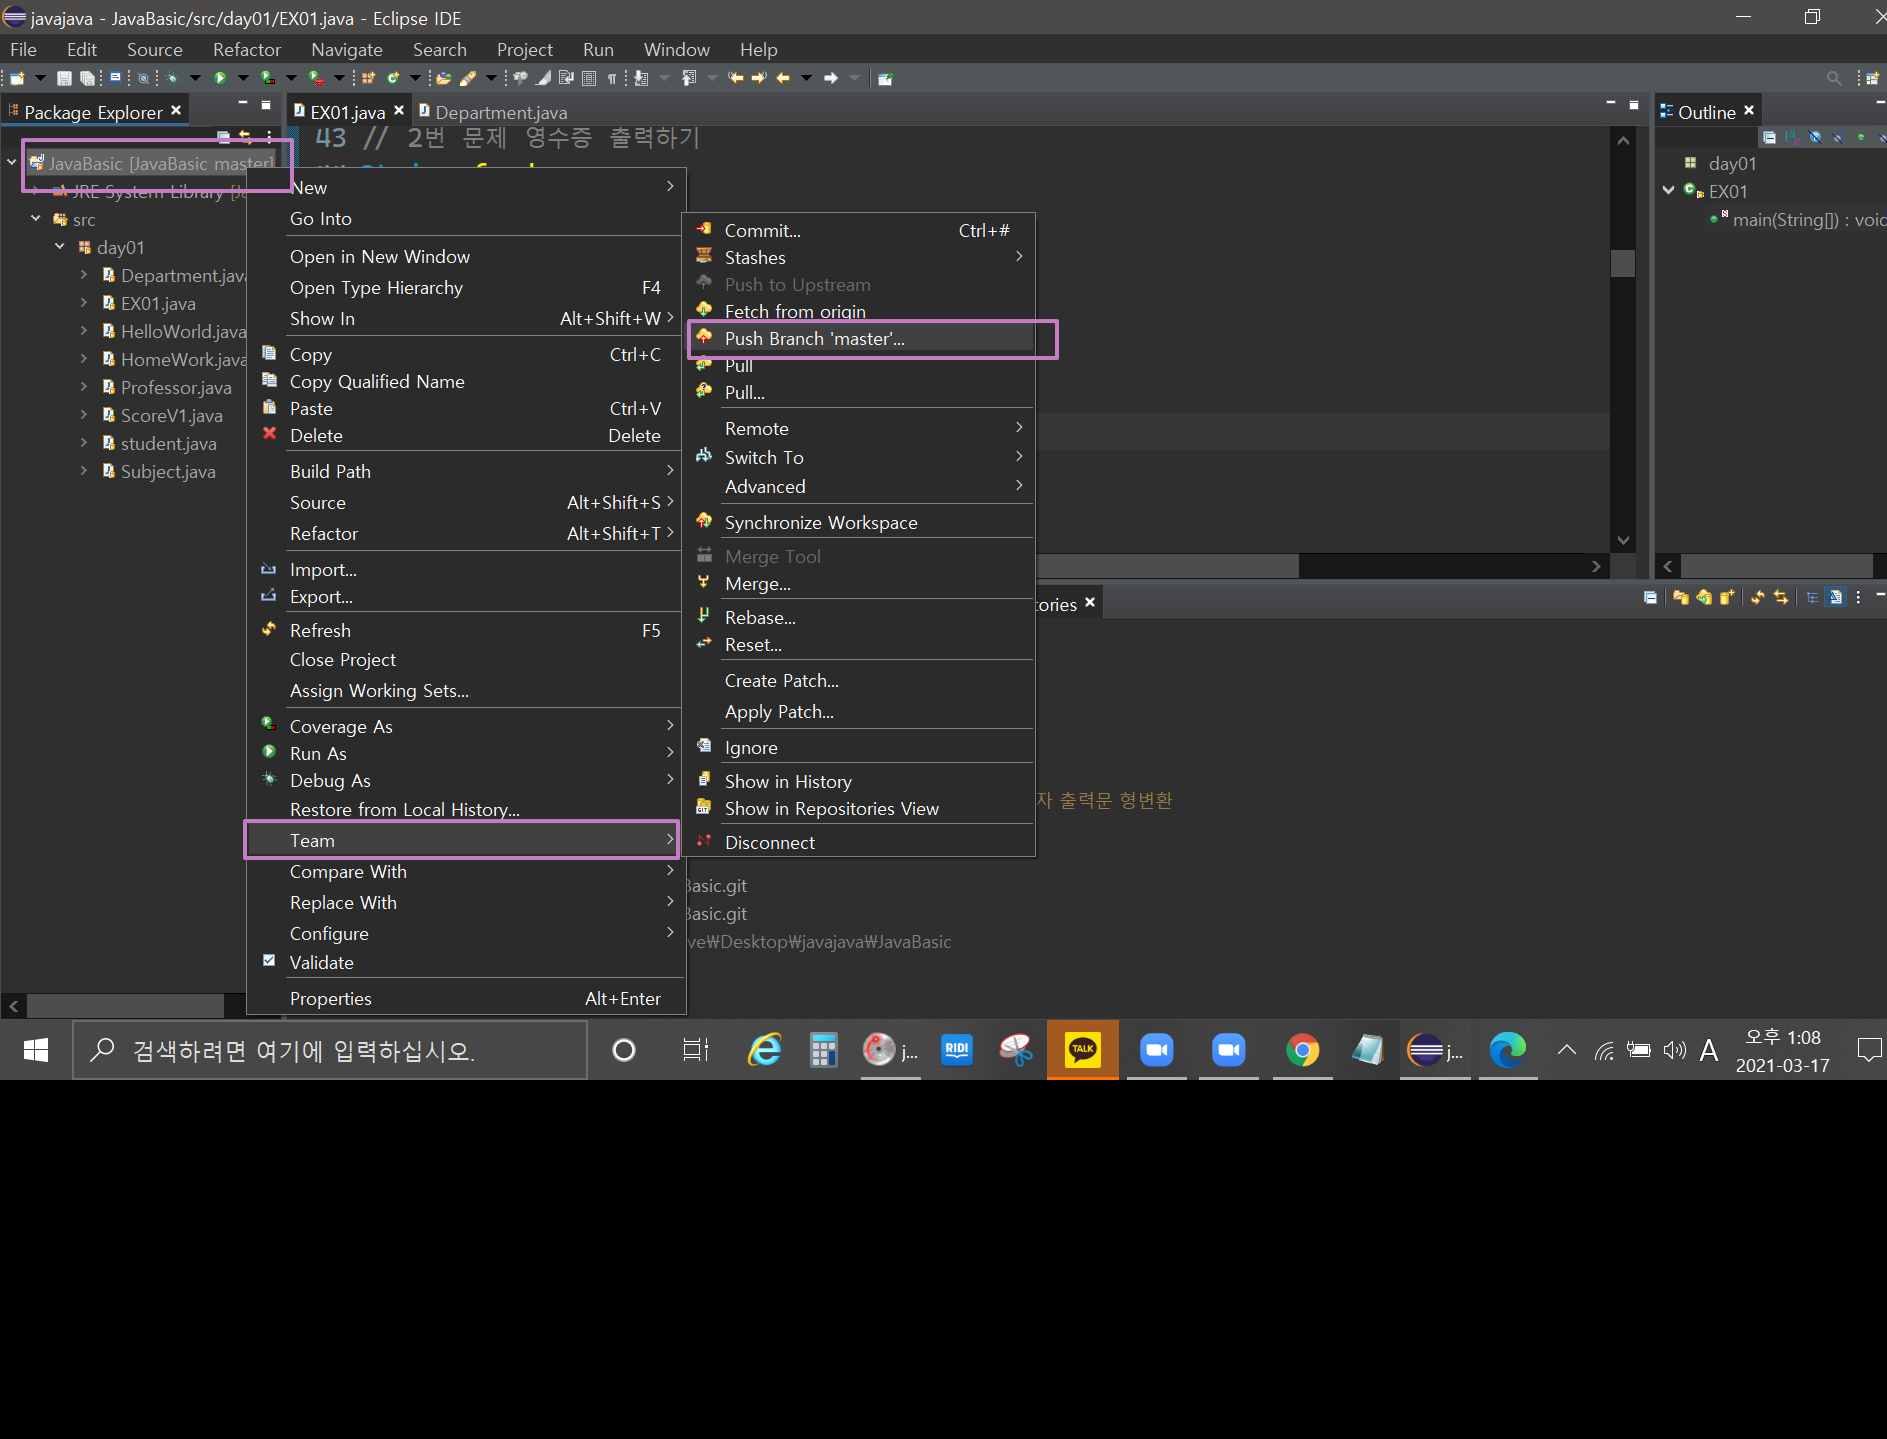 javajava - JavaBasic/src/day01/EX01.java - Eclipse IDE
File Edit Source Refactor Navigate Search Project Run Window Help
Package Explorer
EX01.java
Department.java
Outline
43 // 2번 문제 영수증 출력하기
JavaBasic [JavaBasic master]
JRE System Library
src
day01
Department.java
EX01.java
HelloWorld.java
HomeWork.java
Professor.java
ScoreV1.java
student.java
Subject.java
New
Go Into
Open in New Window
Open Type Hierarchy F4
Show In Alt+Shift+W
Copy Ctrl+C
Copy Qualified Name
Paste Ctrl+V
Delete Delete
Build Path
Source Alt+Shift+S
Refactor Alt+Shift+T
Import...
Export...
Refresh F5
Close Project
Assign Working Sets...
Coverage As
Run As
Debug As
Restore from Local History...
Team
Compare With
Replace With
Configure
Validate
Properties Alt+Enter
Commit... Ctrl+#
Stashes
Push to Upstream
Fetch from origin
Push Branch 'master'...
Pull
Pull...
Remote
Switch To
Advanced
Synchronize Workspace
Merge Tool
Merge...
Rebase...
Reset...
Create Patch...
Apply Patch...
Ignore
Show in History
Show in Repositories View
Disconnect
day01
EX01
main(String[]) : void
tories
자 출력문 형변환
Basic.git
Basic.git
ve₩Desktop₩javajava₩JavaBasic
검색하려면 여기에 입력하십시오.
j...
RIDI
TALK
j...
A
오후 1:08
2021-03-17